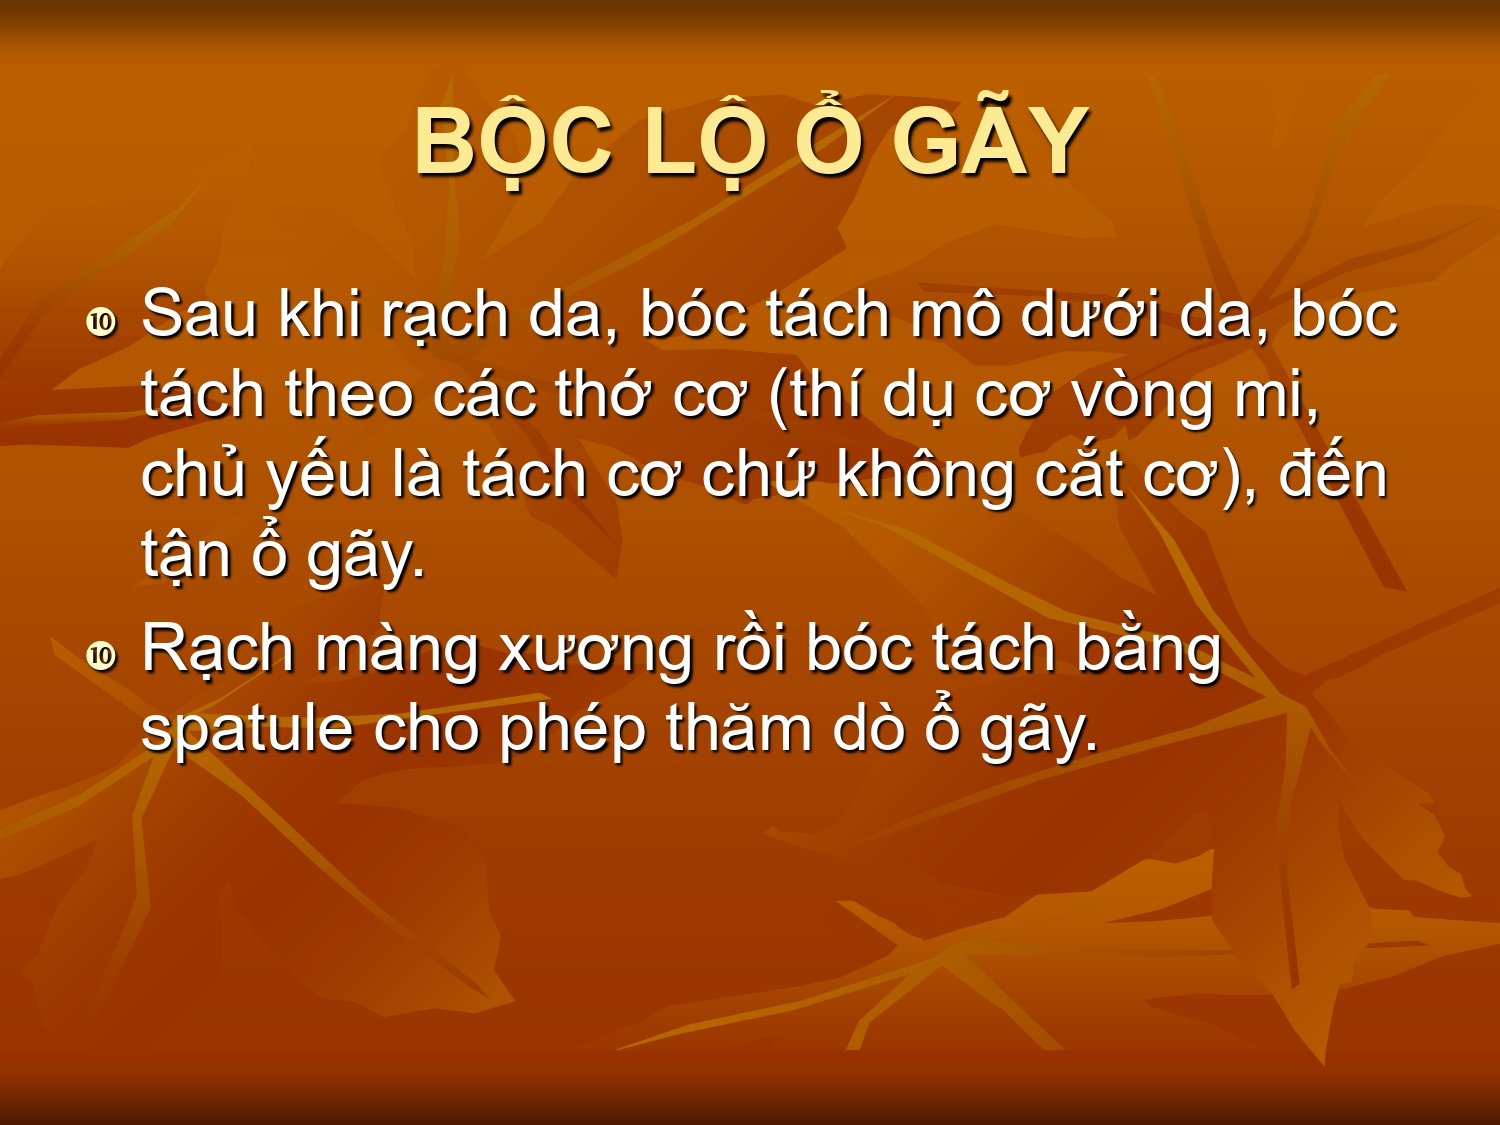 BỘC LỘ Ổ GÃY
❿ Sau khi rạch da, bóc tách mô dưới da, bóc
tách theo các thớ cơ (thí dụ cơ vòng mi,
chủ yếu là tách cơ chứ không cắt cơ), đến
tận ổ gãy.
❿ Rạch màng xương rồi bóc tách bằng
spatule cho phép thăm dò ổ gãy.